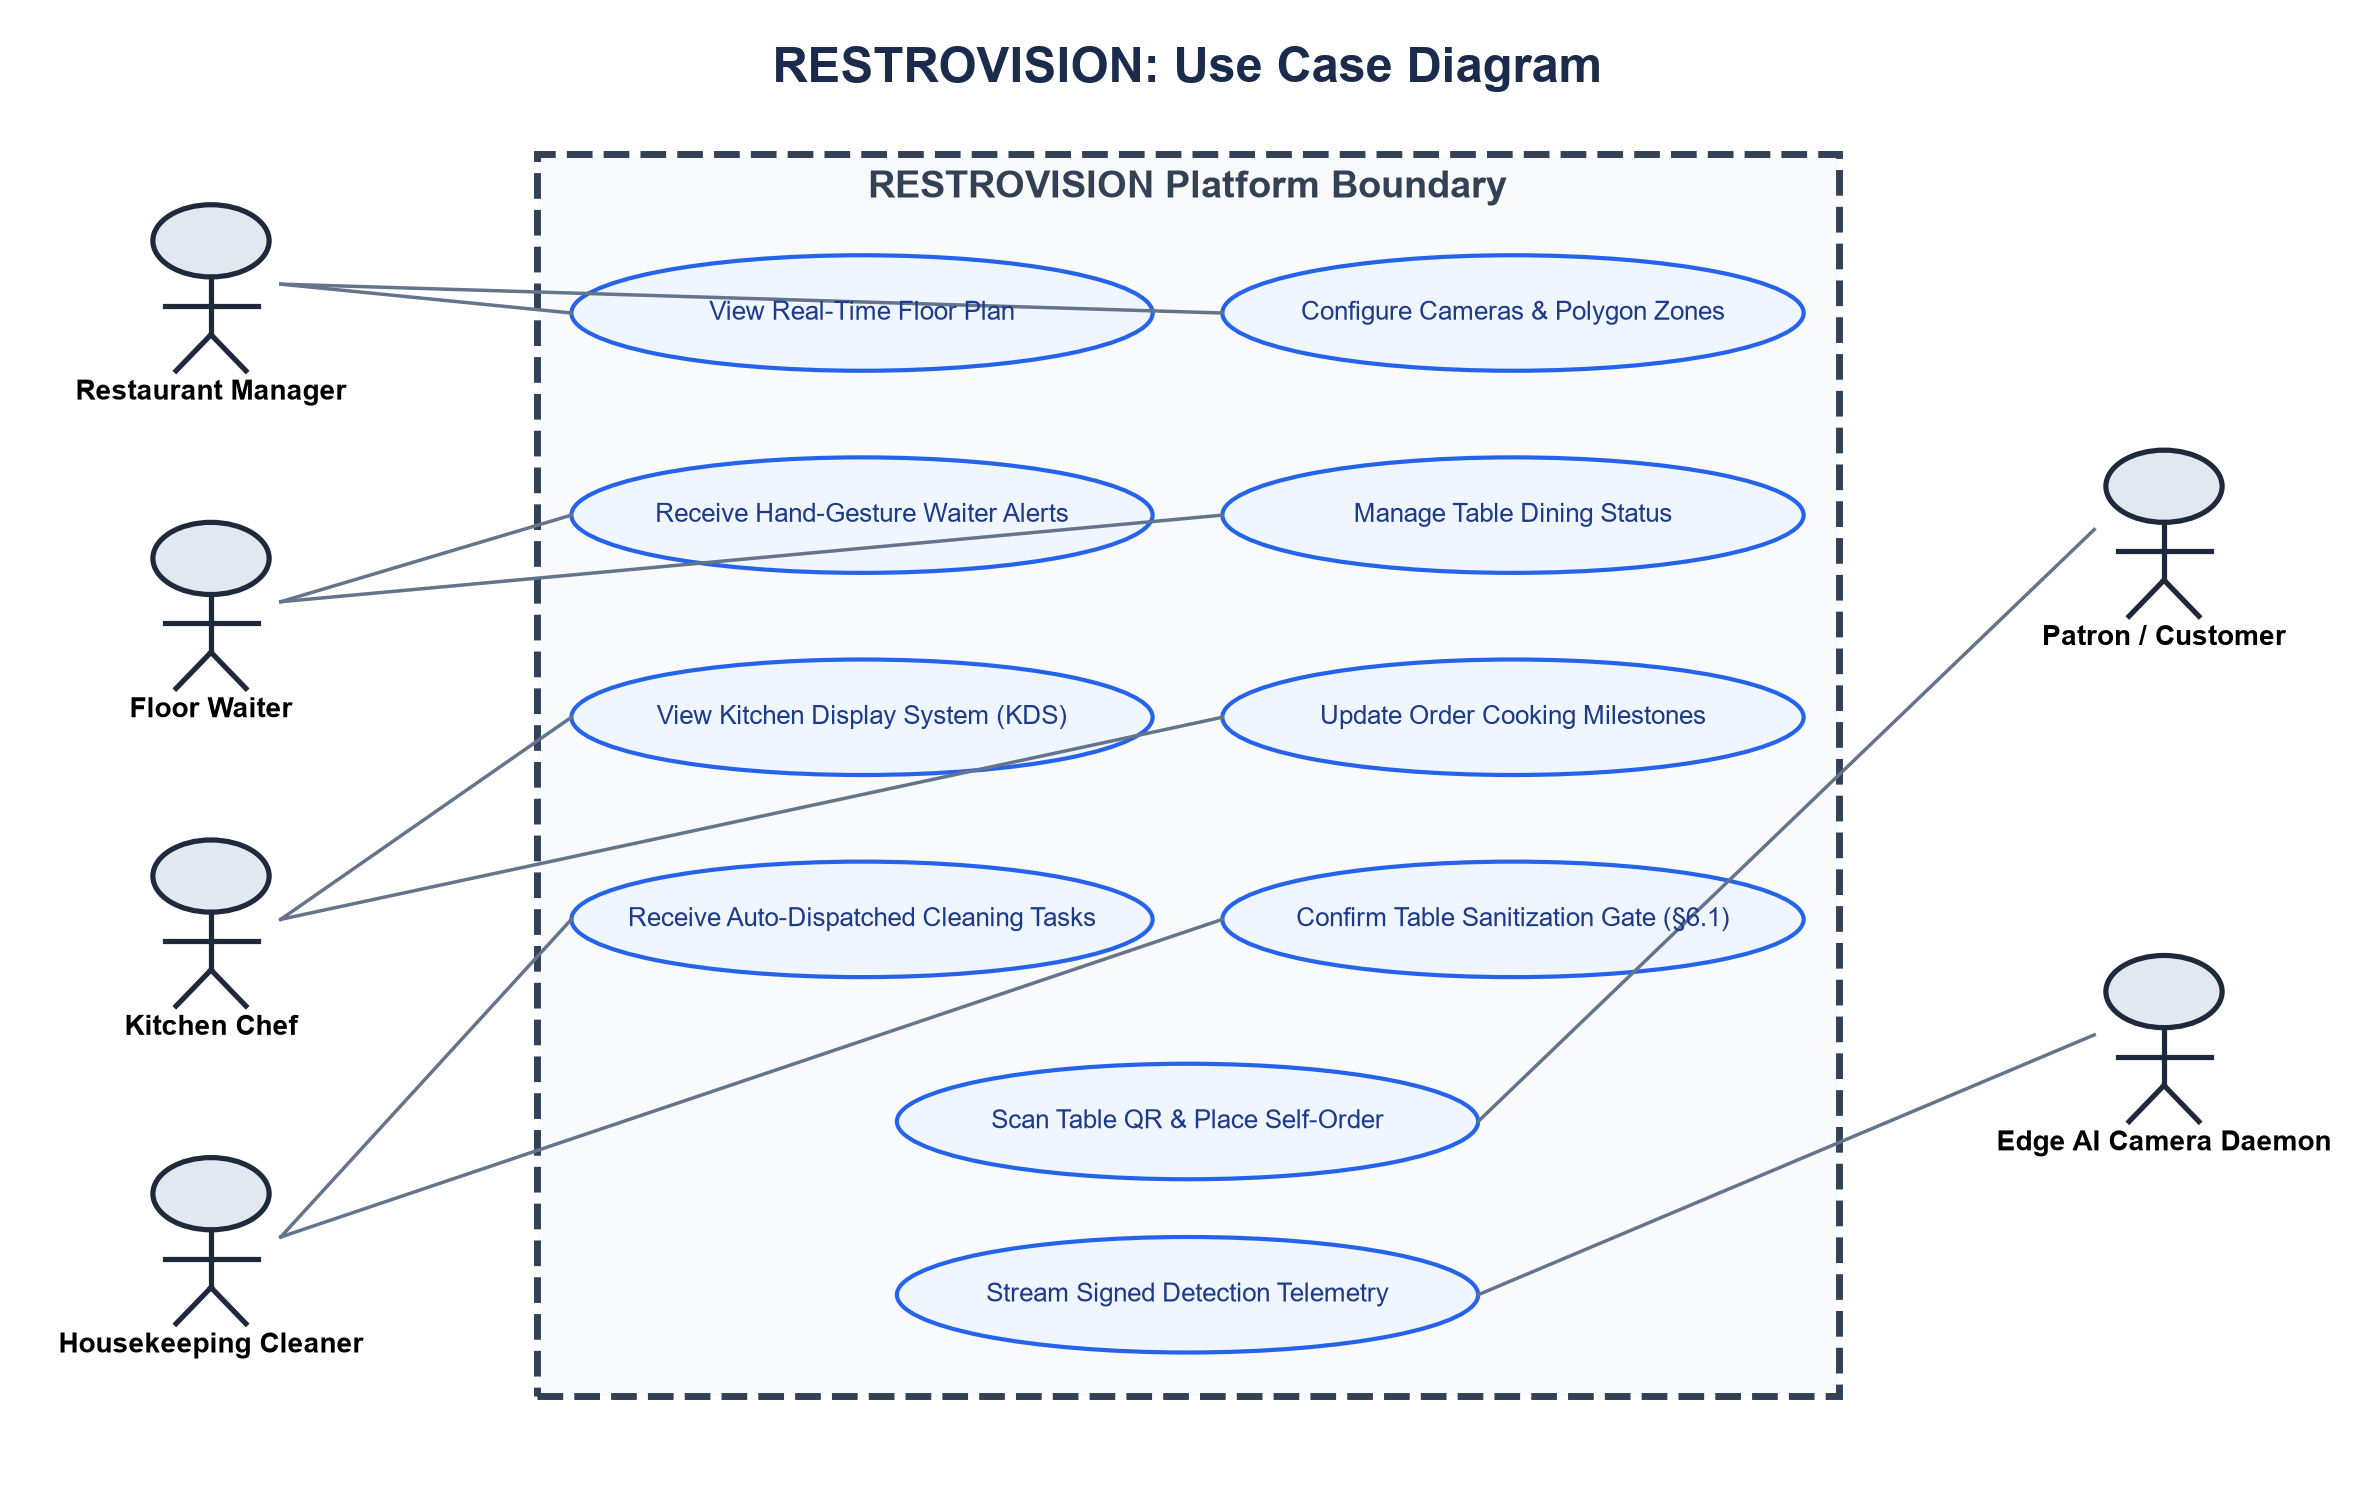 RESTROVISION: Use Case Diagram
RESTROVISION Platform Boundary
Restaurant Manager
View Real-Time Floor Plan
Configure Cameras & Polygon Zones
Floor Waiter
Receive Hand-Gesture Waiter Alerts
Manage Table Dining Status
Patron / Customer
Kitchen Chef
View Kitchen Display System (KDS)
Update Order Cooking Milestones
Housekeeping Cleaner
Receive Auto-Dispatched Cleaning Tasks
Confirm Table Sanitization Gate (§6.1)
Scan Table QR & Place Self-Order
Edge AI Camera Daemon
Stream Signed Detection Telemetry